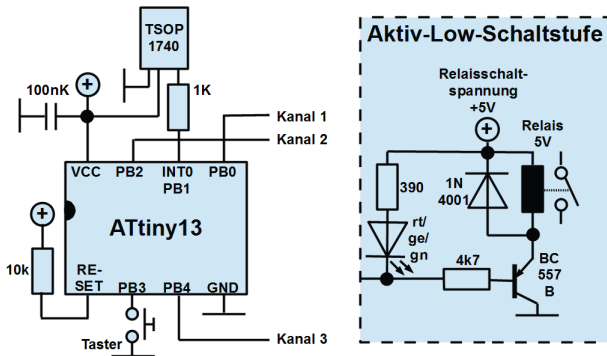 TSOP
1740
100nK
1K
Kanal 1
Kanal 2
VCC
PB2
INT0
PB1
PB0
ATtiny13
10k
RE-
SET
PB3
PB4
GND
Taster
Kanal 3
Aktiv-Low-Schaltstufe
Relaisschalt-
spannung
+5V
Relais
5V
390
1N
4001
rt/
ge/
gn
4k7
BC
557
B